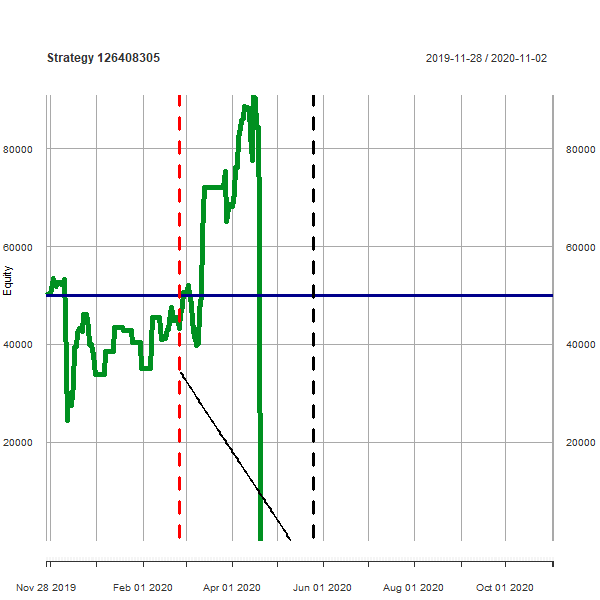 Strategy 126408305
2019-11-28 / 2020-11-02
80000
80000
60000
60000
Equity
40000
40000
20000
20000
Nov 28 2019
Feb 01 2020
Apr 01 2020
Jun 01 2020
Aug 01 2020
Oct 01 2020